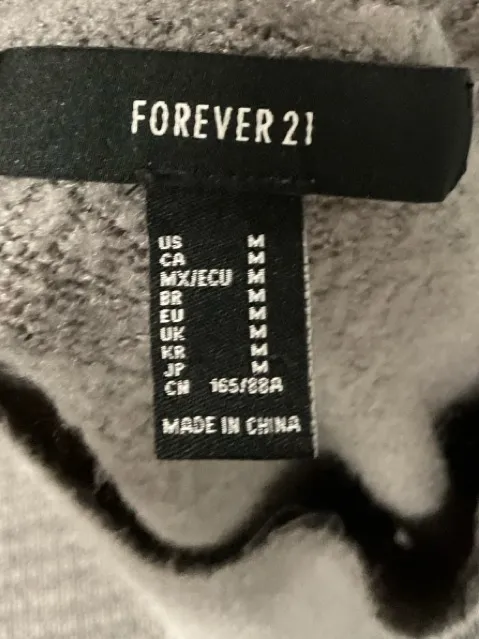 FOREVER 21
US M
CA M
MX/ECU M
BR M
EU M
UK M
KR M
JP M
CN 165/88A
MADE IN CHINA